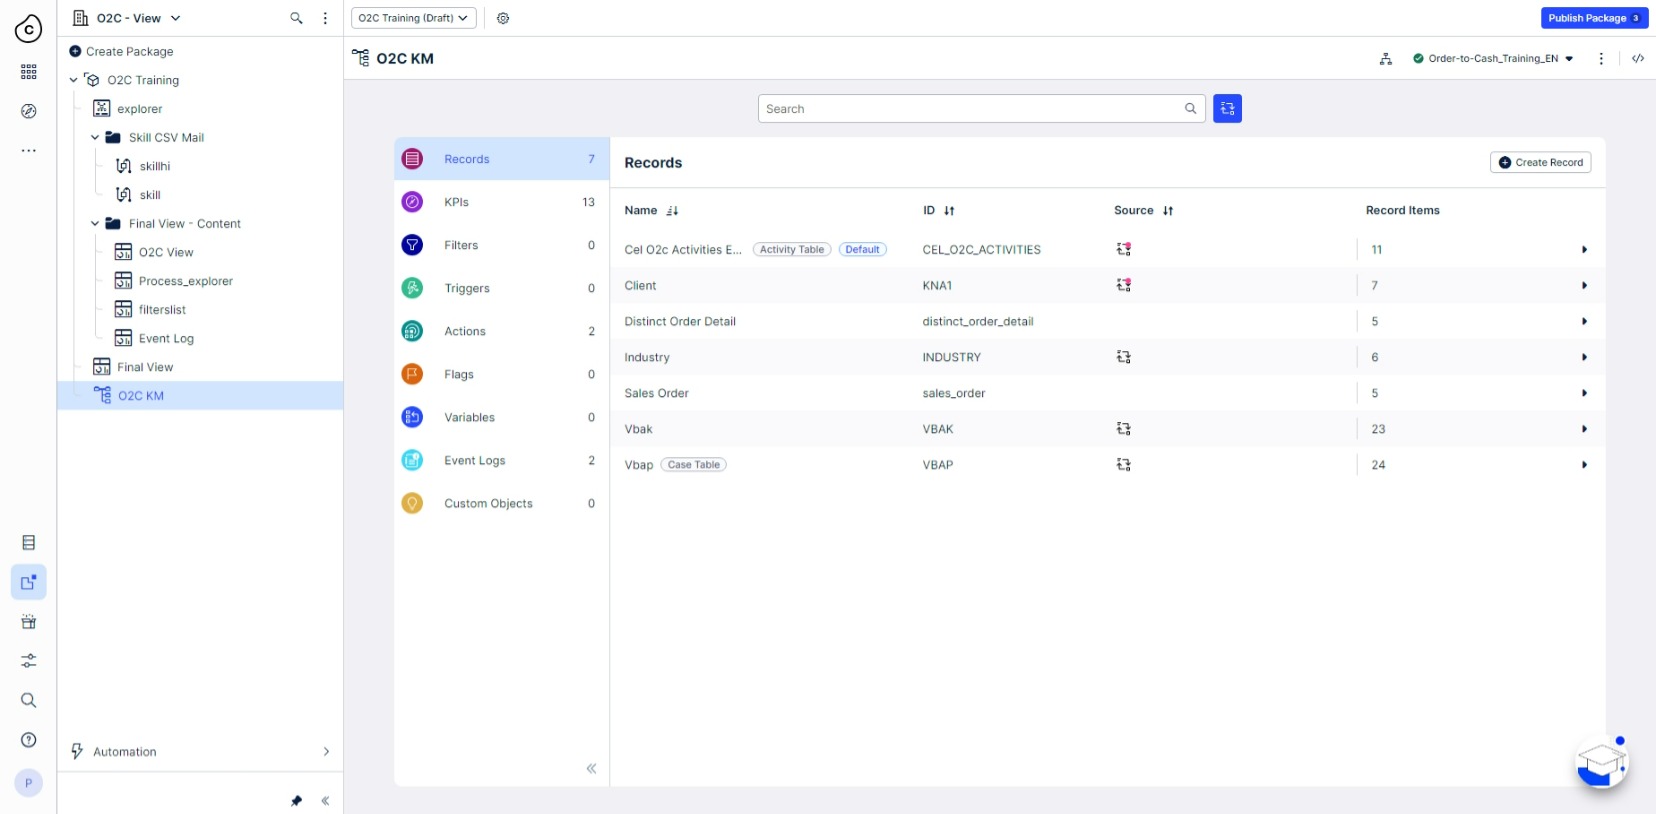 O2C - View
O2C Training (Draft)
Publish Package 3
Create Package
O2C Training
explorer
Skill CSV Mail
skillhi
skill
Final View - Content
O2C View
Process_explorer
filterslist
Event Log
Final View
O2C KM
Automation
P
O2C KM
Order-to-Cash_Training_EN
Search
Records 7
KPIs 13
Filters 0
Triggers 0
Actions 2
Flags 0
Variables 0
Event Logs 2
Custom Objects 0
Records
Create Record
Name ID Source Record Items
Cel O2c Activities E... Activity Table Default CEL_O2C_ACTIVITIES 11
Client KNA1 7
Distinct Order Detail distinct_order_detail 5
Industry INDUSTRY 6
Sales Order sales_order 5
Vbak VBAK 23
Vbap Case Table VBAP 24